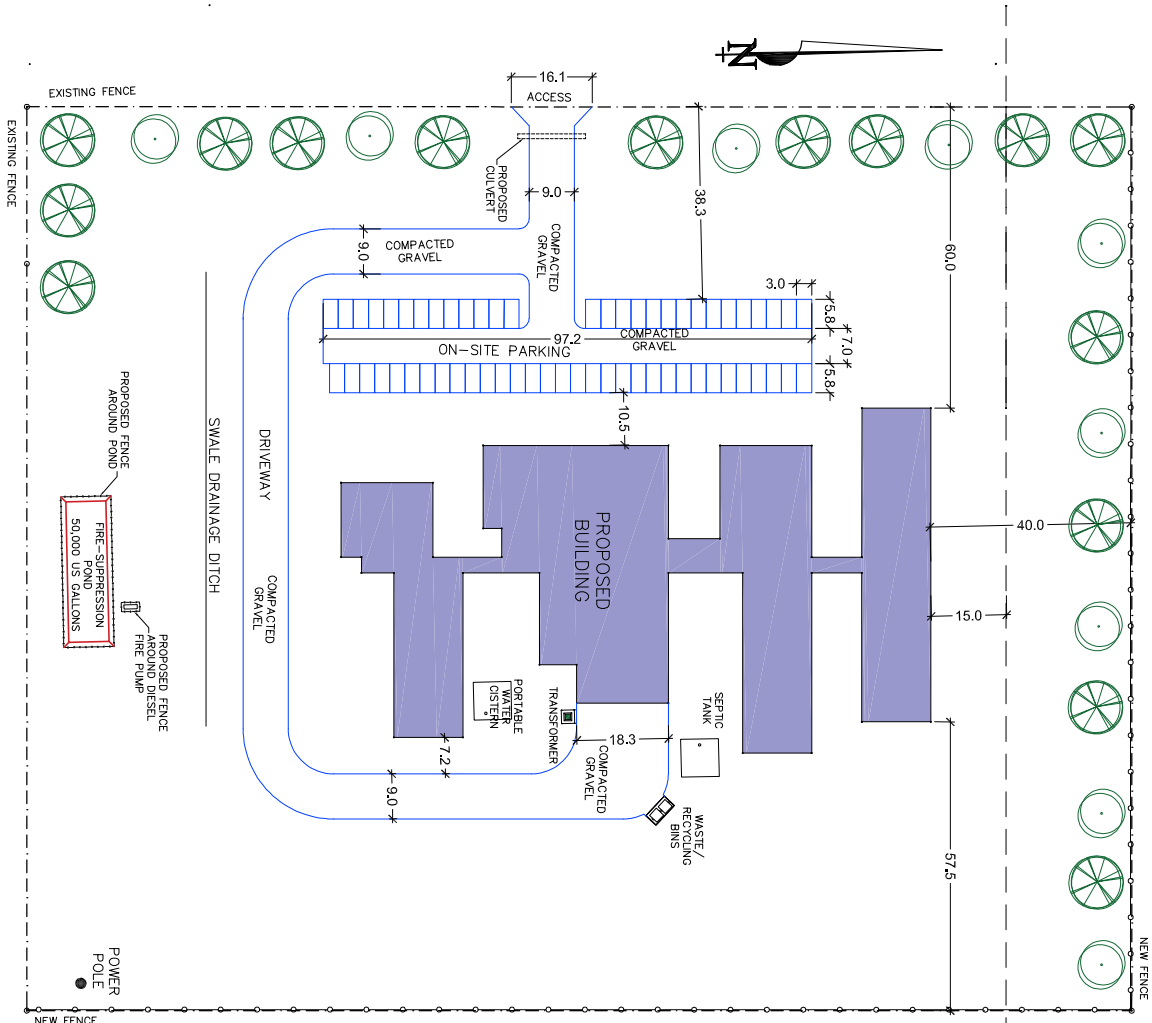 N
16.1
ACCESS
EXISTING FENCE
EXISTING FENCE
PROPOSED
CULVERT
9.0
38.3
60.0
COMPACTED
GRAVEL
9.0
COMPACTED
GRAVEL
3.0
5.8
7.0
97.2
COMPACTED
GRAVEL
ON-SITE PARKING
5.8
10.5
PROPOSED FENCE
AROUND POND
SWALE DRAINAGE DITCH
DRIVEWAY
PROPOSED
BUILDING
40.0
FIRE-SUPPRESSION
POND
50,000 US GALLONS
COMPACTED
GRAVEL
15.0
PROPOSED FENCE
AROUND DIESEL
FIRE PUMP
PORTABLE
WATER
CISTERN
TRANSFORMER
SEPTIC
TANK
18.3
7.2
COMPACTED
GRAVEL
9.0
WASTE/
RECYCLING
BINS
57.5
POWER
POLE
NEW FENCE
NEW FENCE